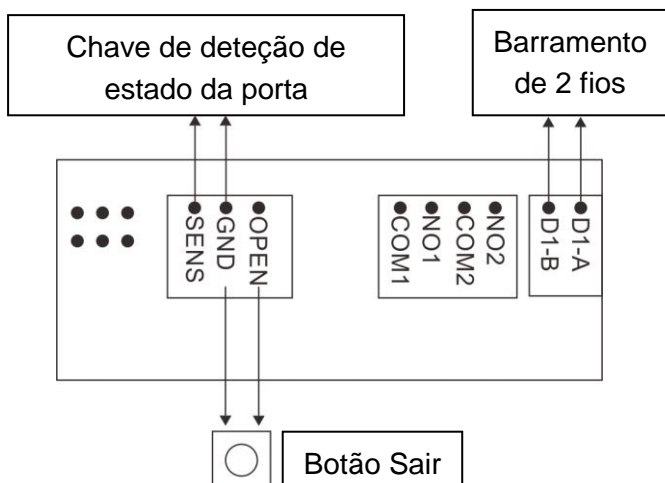 Chave de deteção de
estado da porta
Barramento
de 2 fios
SENS
GND
OPEN
COM1
NO1
COM2
NO2
D1-B
D1-A
Botão Sair